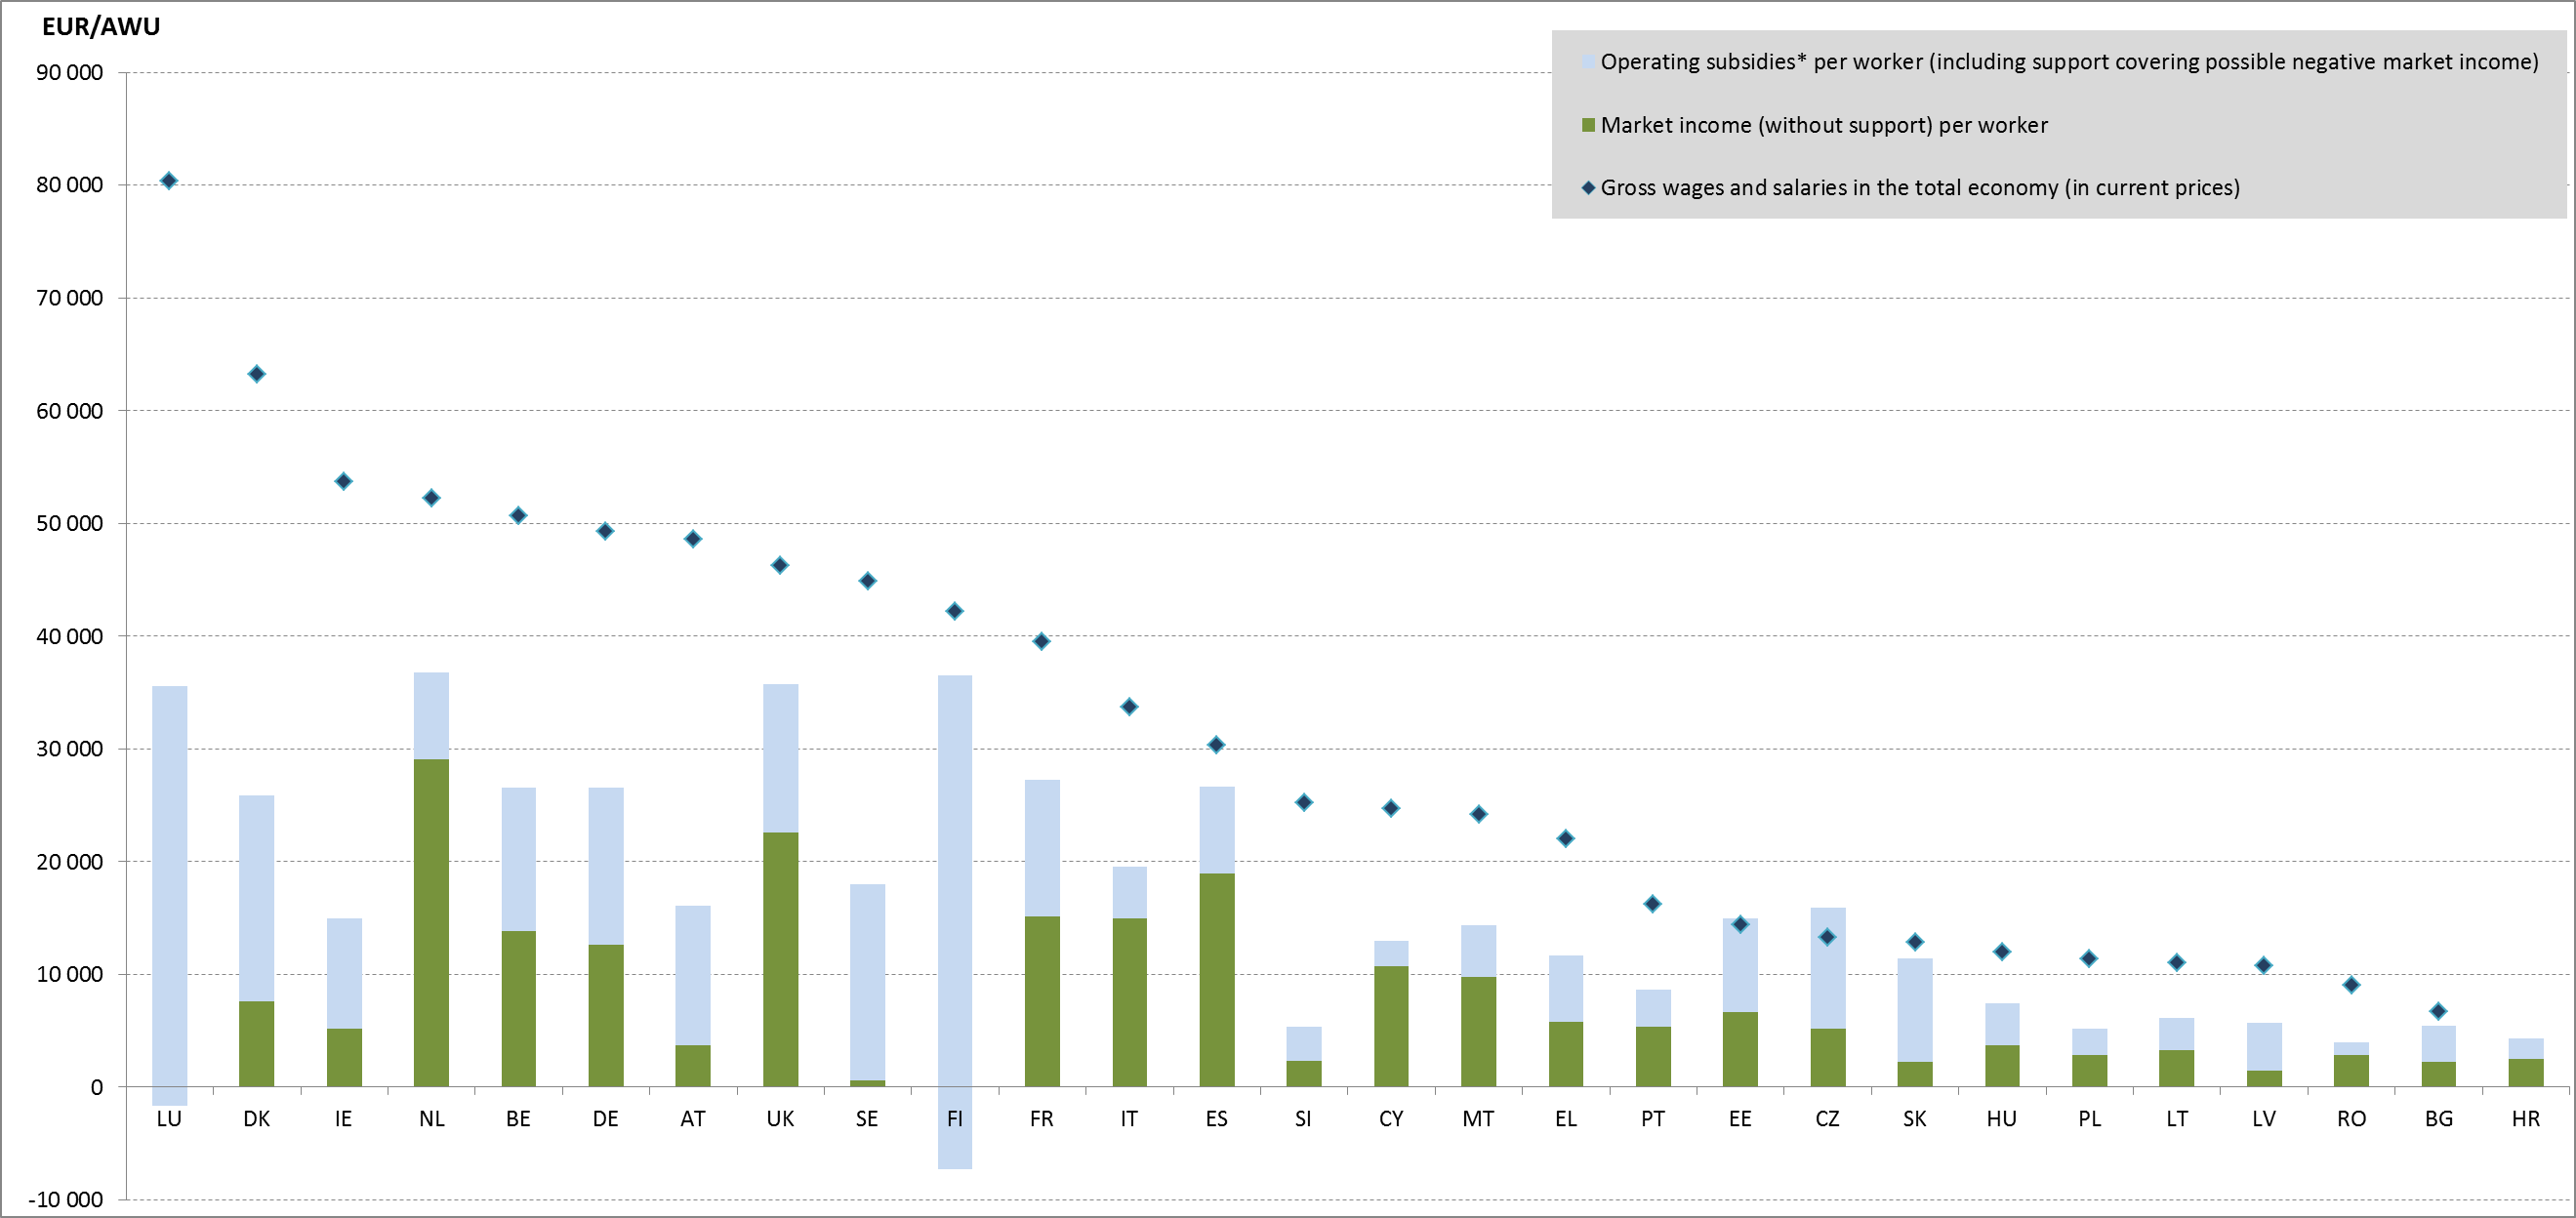 EUR/AWU
Operating subsidies* per worker (including support covering possible negative market income)
Market income (without support) per worker
Gross wages and salaries in the total economy (in current prices)
90 000
80 000
70 000
60 000
50 000
40 000
30 000
20 000
10 000
0
-10 000
LU DK IE NL BE DE AT UK SE FI FR IT ES SI CY MT EL PT EE CZ SK HU PL LT LV RO BG HR